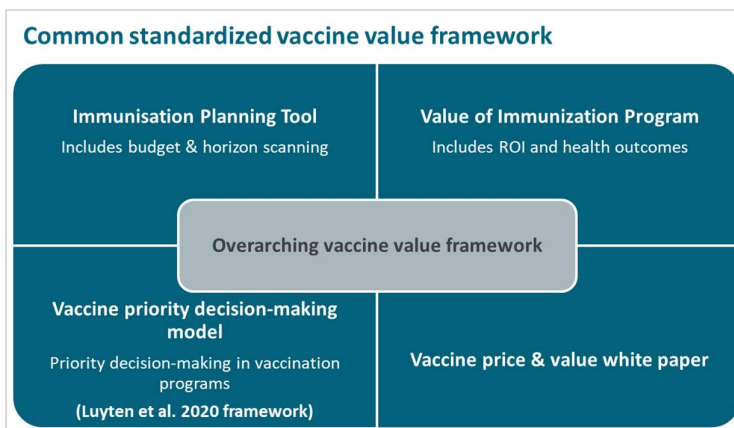 Common standardized vaccine value framework
Immunisation Planning Tool
Includes budget & horizon scanning
Value of Immunization Program
Includes ROI and health outcomes
Overarching vaccine value framework
Vaccine priority decision-making
model
Priority decision-making in vaccination
programs
(Luyten et al. 2020 framework)
Vaccine price & value white paper